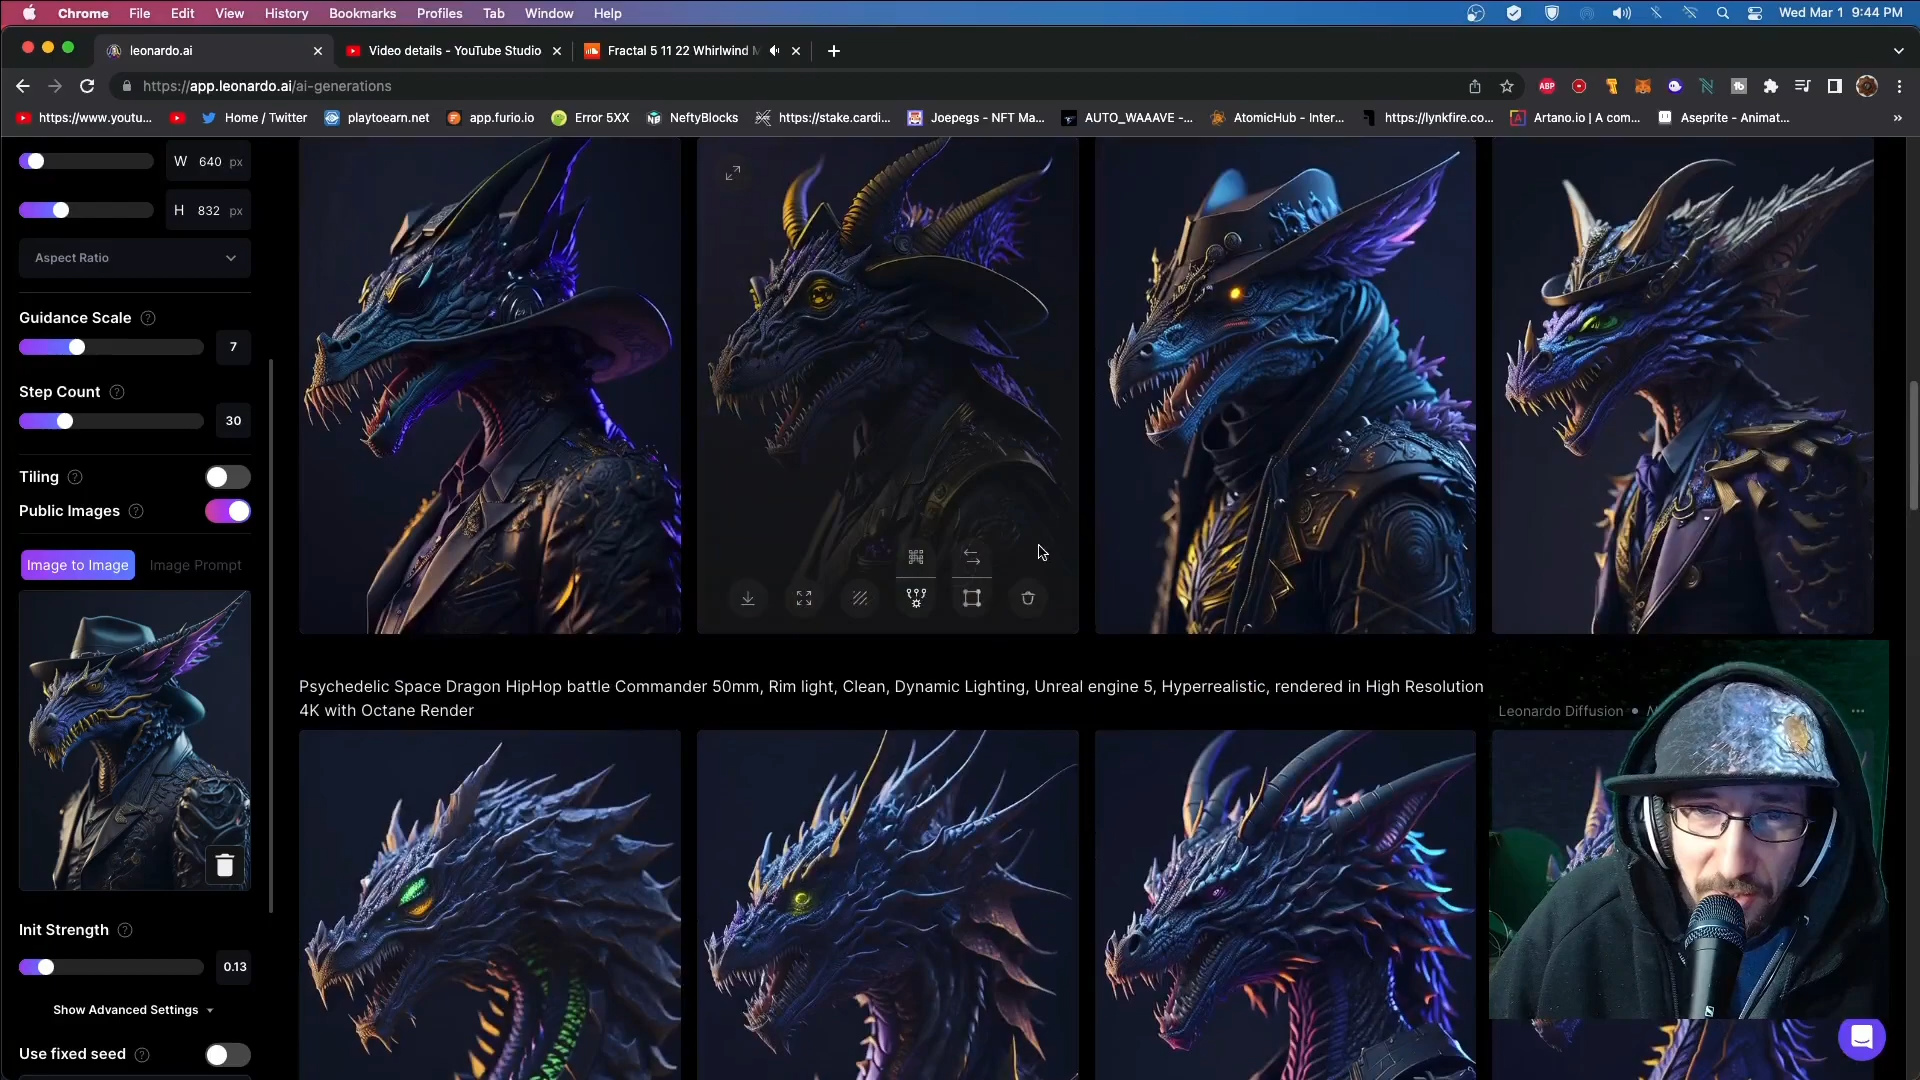 Chrome File Edit View History Bookmarks Profiles Tab Window Help Wed Mar 1 9:44 PM
leonardo.ai Video details - YouTube Studio Fractal 5 11 22 Whirlwind
https://app.leonardo.ai/ai-generations
ABP
https://www.youtu... Home / Twitter playtoearn.net app.furio.io Error 5XX NeftyBlocks https://stake.cardi... Joepegs - NFT Ma... AUTO_WAAAVE -... AtomicHub - Inter... https://lynkfire.co... Artano.io | A com... Aseprite - Animat... »
W 640 px
H 832 px
Aspect Ratio
Guidance Scale ?
7
Step Count ?
30
Tiling ?
Public Images ?
Image to Image Image Prompt
Init Strength ?
0.13
Show Advanced Settings
Use fixed seed ?
Psychedelic Space Dragon HipHop battle Commander 50mm, Rim light, Clean, Dynamic Lighting, Unreal engine 5, Hyperrealistic, rendered in High Resolution
4K with Octane Render
Leonardo Diffusion